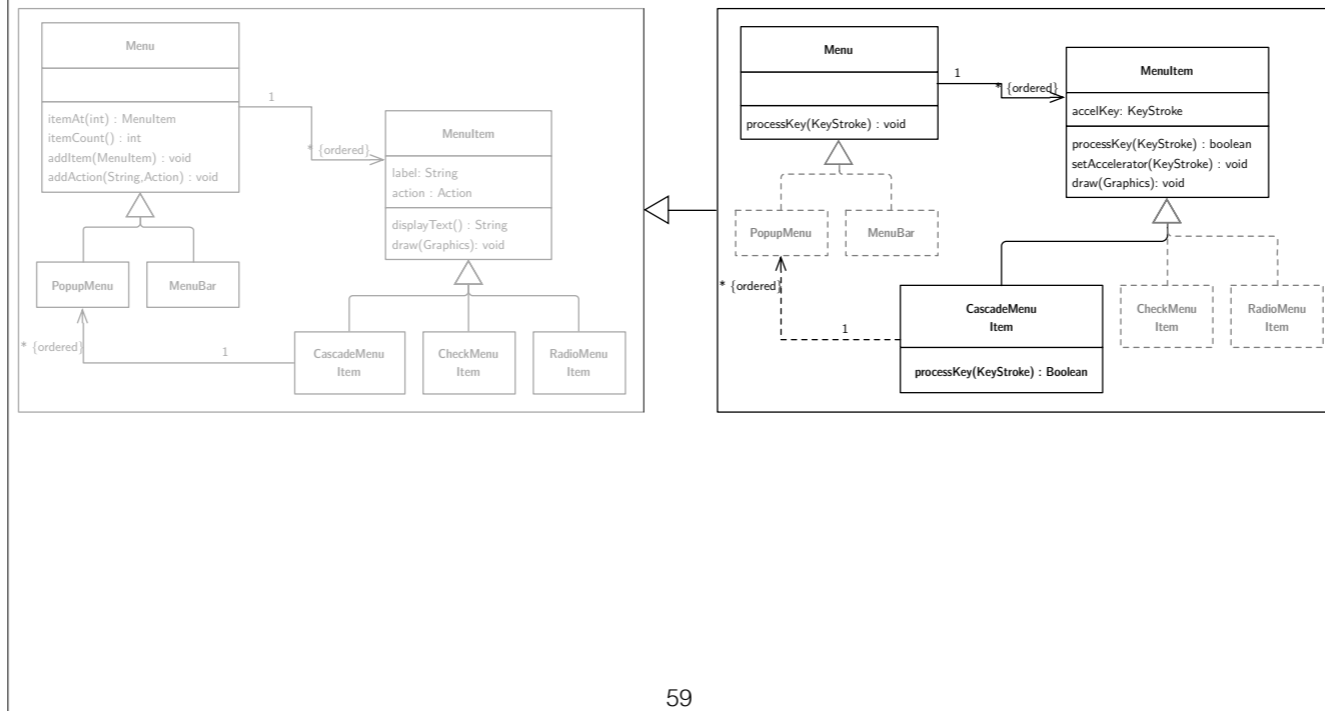 Menu
itemAt(int) : MenuItem
itemCount() : int
addItem(MenuItem) : void
addAction(String,Action) : void
1
* {ordered}
MenuItem
label: String
action : Action
displayText() : String
draw(Graphics): void
PopupMenu
MenuBar
* {ordered}
1
CascadeMenu
Item
CheckMenu
Item
RadioMenu
Item
Menu
processKey(KeyStroke) : void
1
* {ordered}
MenuItem
accelKey: KeyStroke
processKey(KeyStroke) : boolean
setAccelerator(KeyStroke) : void
draw(Graphics): void
PopupMenu
MenuBar
* {ordered}
1
CascadeMenu
Item
processKey(KeyStroke) : Boolean
CheckMenu
Item
RadioMenu
Item
59